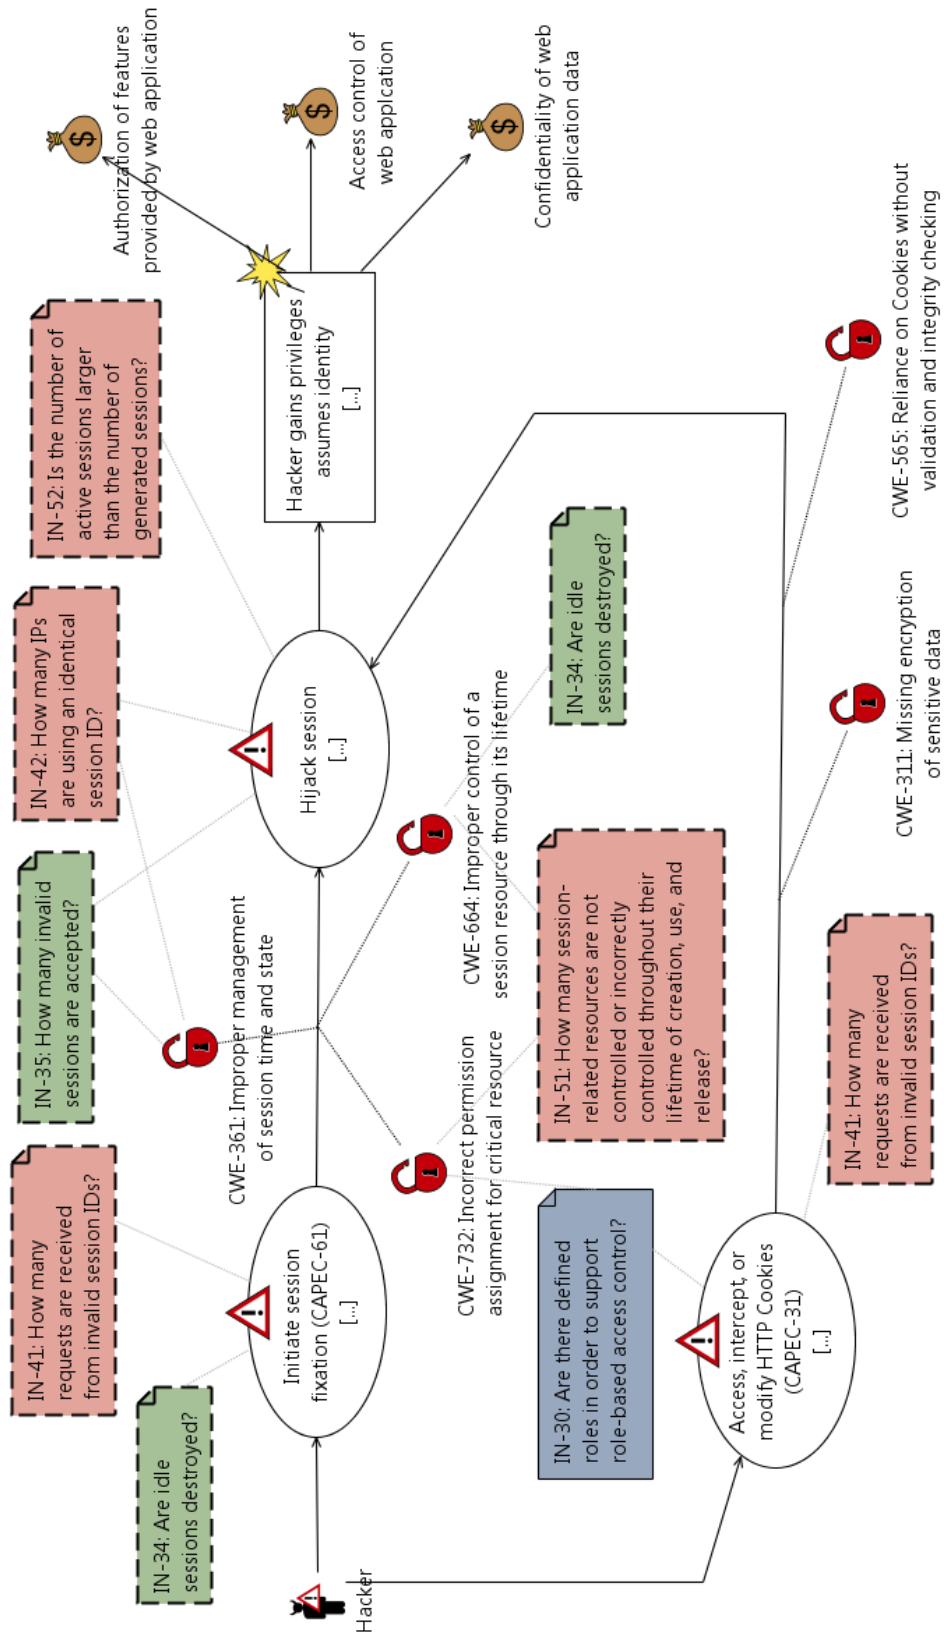 IN-34: Are idle
sessions destroyed?
IN-41: How many
requests are received
from invalid session IDs?
IN-35: How many invalid
sessions are accepted?
IN-42: How many IPs
are using an identical
session ID?
IN-52: Is the number of
active sessions larger
than the number of
generated sessions?
Authorization of features
provided by web application
Hacker
Initiate session
fixation (CAPEC-61)
[...]
CWE-361: Improper management
of session time and state
Hijack session
[...]
Hacker gains privileges
assumes identity
[...]
Access control of
web applcation
CWE-732: Incorrect permission
assignment for critical resource
CWE-664: Improper control of a
session resource through its lifetime
Confidentiality of web
application data
IN-30: Are there defined
roles in order to support
role-based access control?
IN-51: How many session-
related resources are not
controlled or incorrectly
controlled throughout their
lifetime of creation, use, and
release?
IN-34: Are idle
sessions destroyed?
Access, intercept, or
modify HTTP Cookies
(CAPEC-31)
[...]
IN-41: How many
requests are received
from invalid session IDs?
CWE-311: Missing encryption
of sensitive data
CWE-565: Reliance on Cookies without
validation and integrity checking
$
$
$